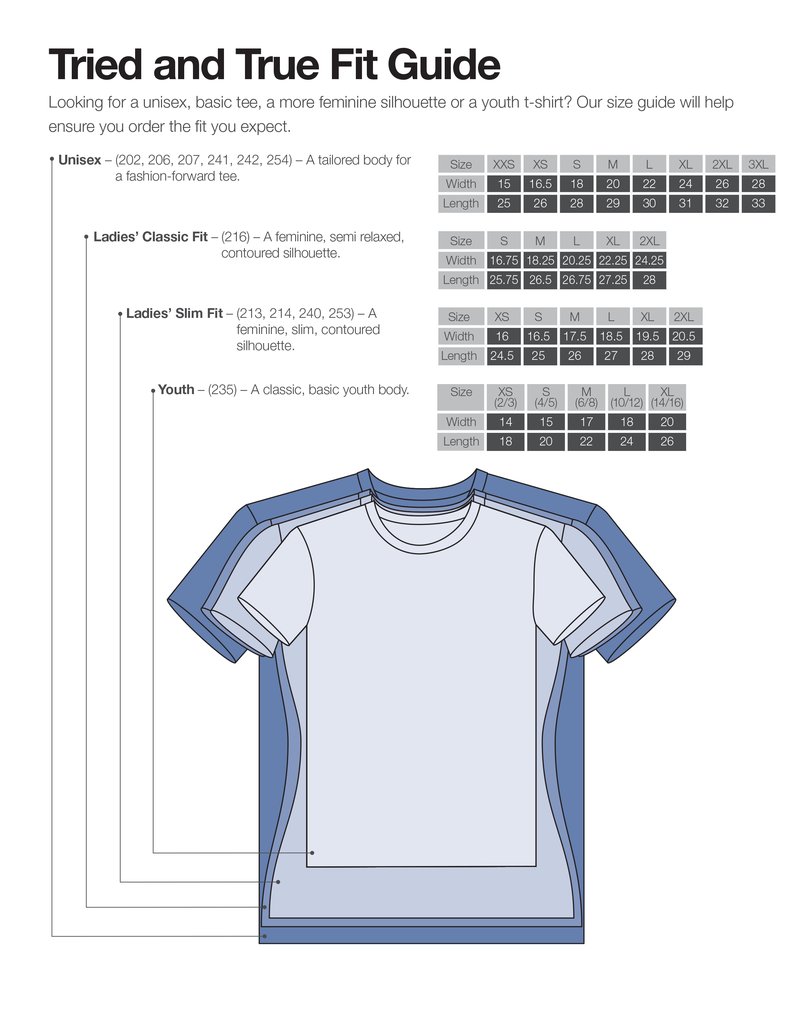 Tried and True Fit Guide
Looking for a unisex, basic tee, a more feminine silhouette or a youth t-shirt? Our size guide will help
ensure you order the fit you expect.
Unisex – (202, 206, 207, 241, 242, 254) – A tailored body for
a fashion-forward tee.
Size XXS XS S M L XL 2XL 3XL
Width 15 16.5 18 20 22 24 26 28
Length 25 26 28 29 30 31 32 33
Ladies’ Classic Fit – (216) – A feminine, semi relaxed,
contoured silhouette.
Size S M L XL 2XL
Width 16.75 18.25 20.25 22.25 24.25
Length 25.75 26.5 26.75 27.25 28
Ladies’ Slim Fit – (213, 214, 240, 253) – A
feminine, slim, contoured
silhouette.
Size XS S M L XL 2XL
Width 16 16.5 17.5 18.5 19.5 20.5
Length 24.5 25 26 27 28 29
Youth – (235) – A classic, basic youth body.
Size XS S M L XL
(2/3) (4/5) (6/8) (10/12) (14/16)
Width 14 15 17 18 20
Length 18 20 22 24 26